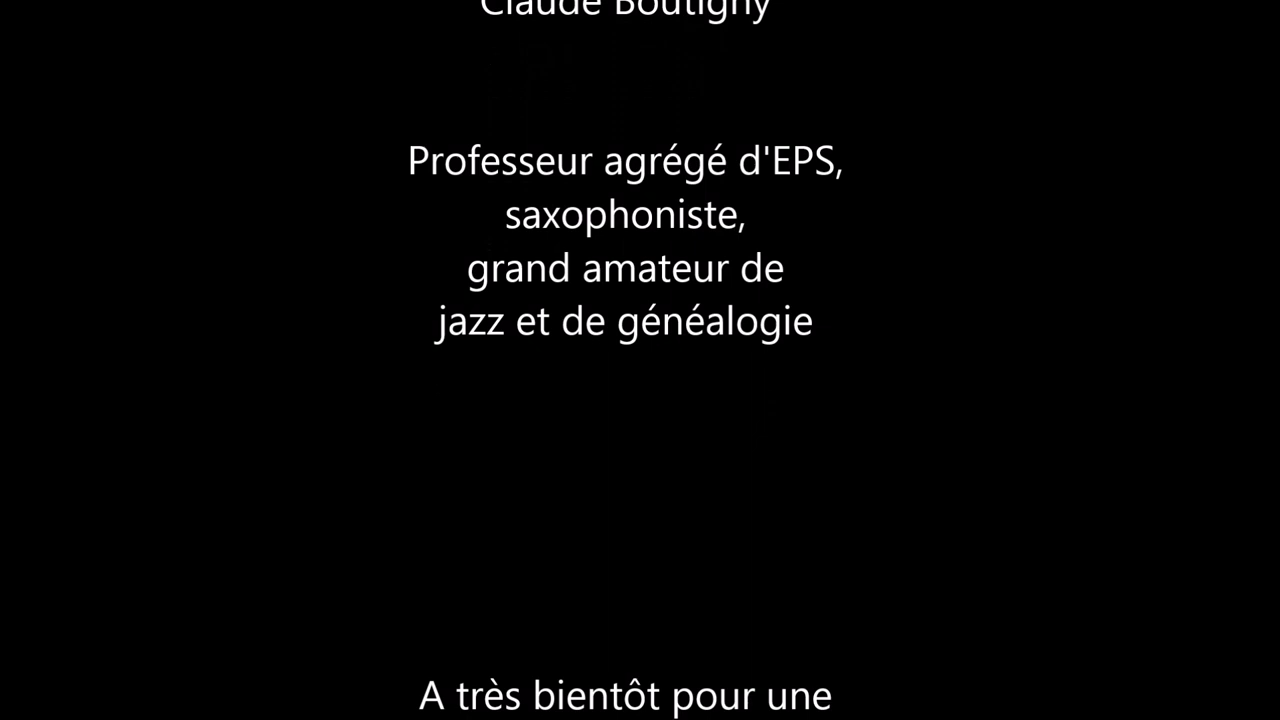 Claude Boutigny
Professeur agrégé d'EPS,
saxophoniste,
grand amateur de
jazz et de généalogie
A très bientôt pour une